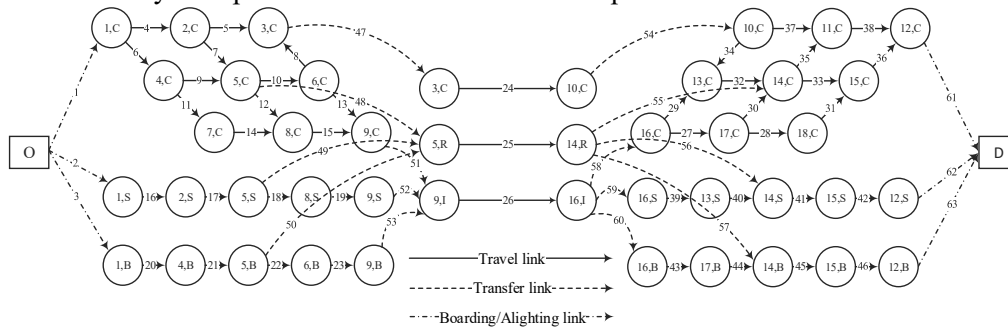 1,C 4 2,C 5 3,C 47 54 10,C 37 11,C 38 12,C
6 7 8 34 35 36
4,C 9 5,C 10 6,C 3,C 24 10,C 13,C 32 14,C 33 15,C
1 11 12 13 48 55 29 30 31 61
7,C 14 8,C 15 9,C 5,R 25 14,R 16,C 27 17,C 28 18,C
O 49 51 58 56 D
2 62
1,S 16 2,S 17 5,S 18 8,S 19 9,S 52 9,I 26 16,I 59 16,S 39 13,S 40 14,S 41 15,S 42 12,S
3 50 53 60 57 63
1,B 20 4,B 21 5,B 22 6,B 23 9,B 16,B 43 17,B 44 14,B 45 15,B 46 12,B
Travel link
Transfer link
Boarding/Alighting link